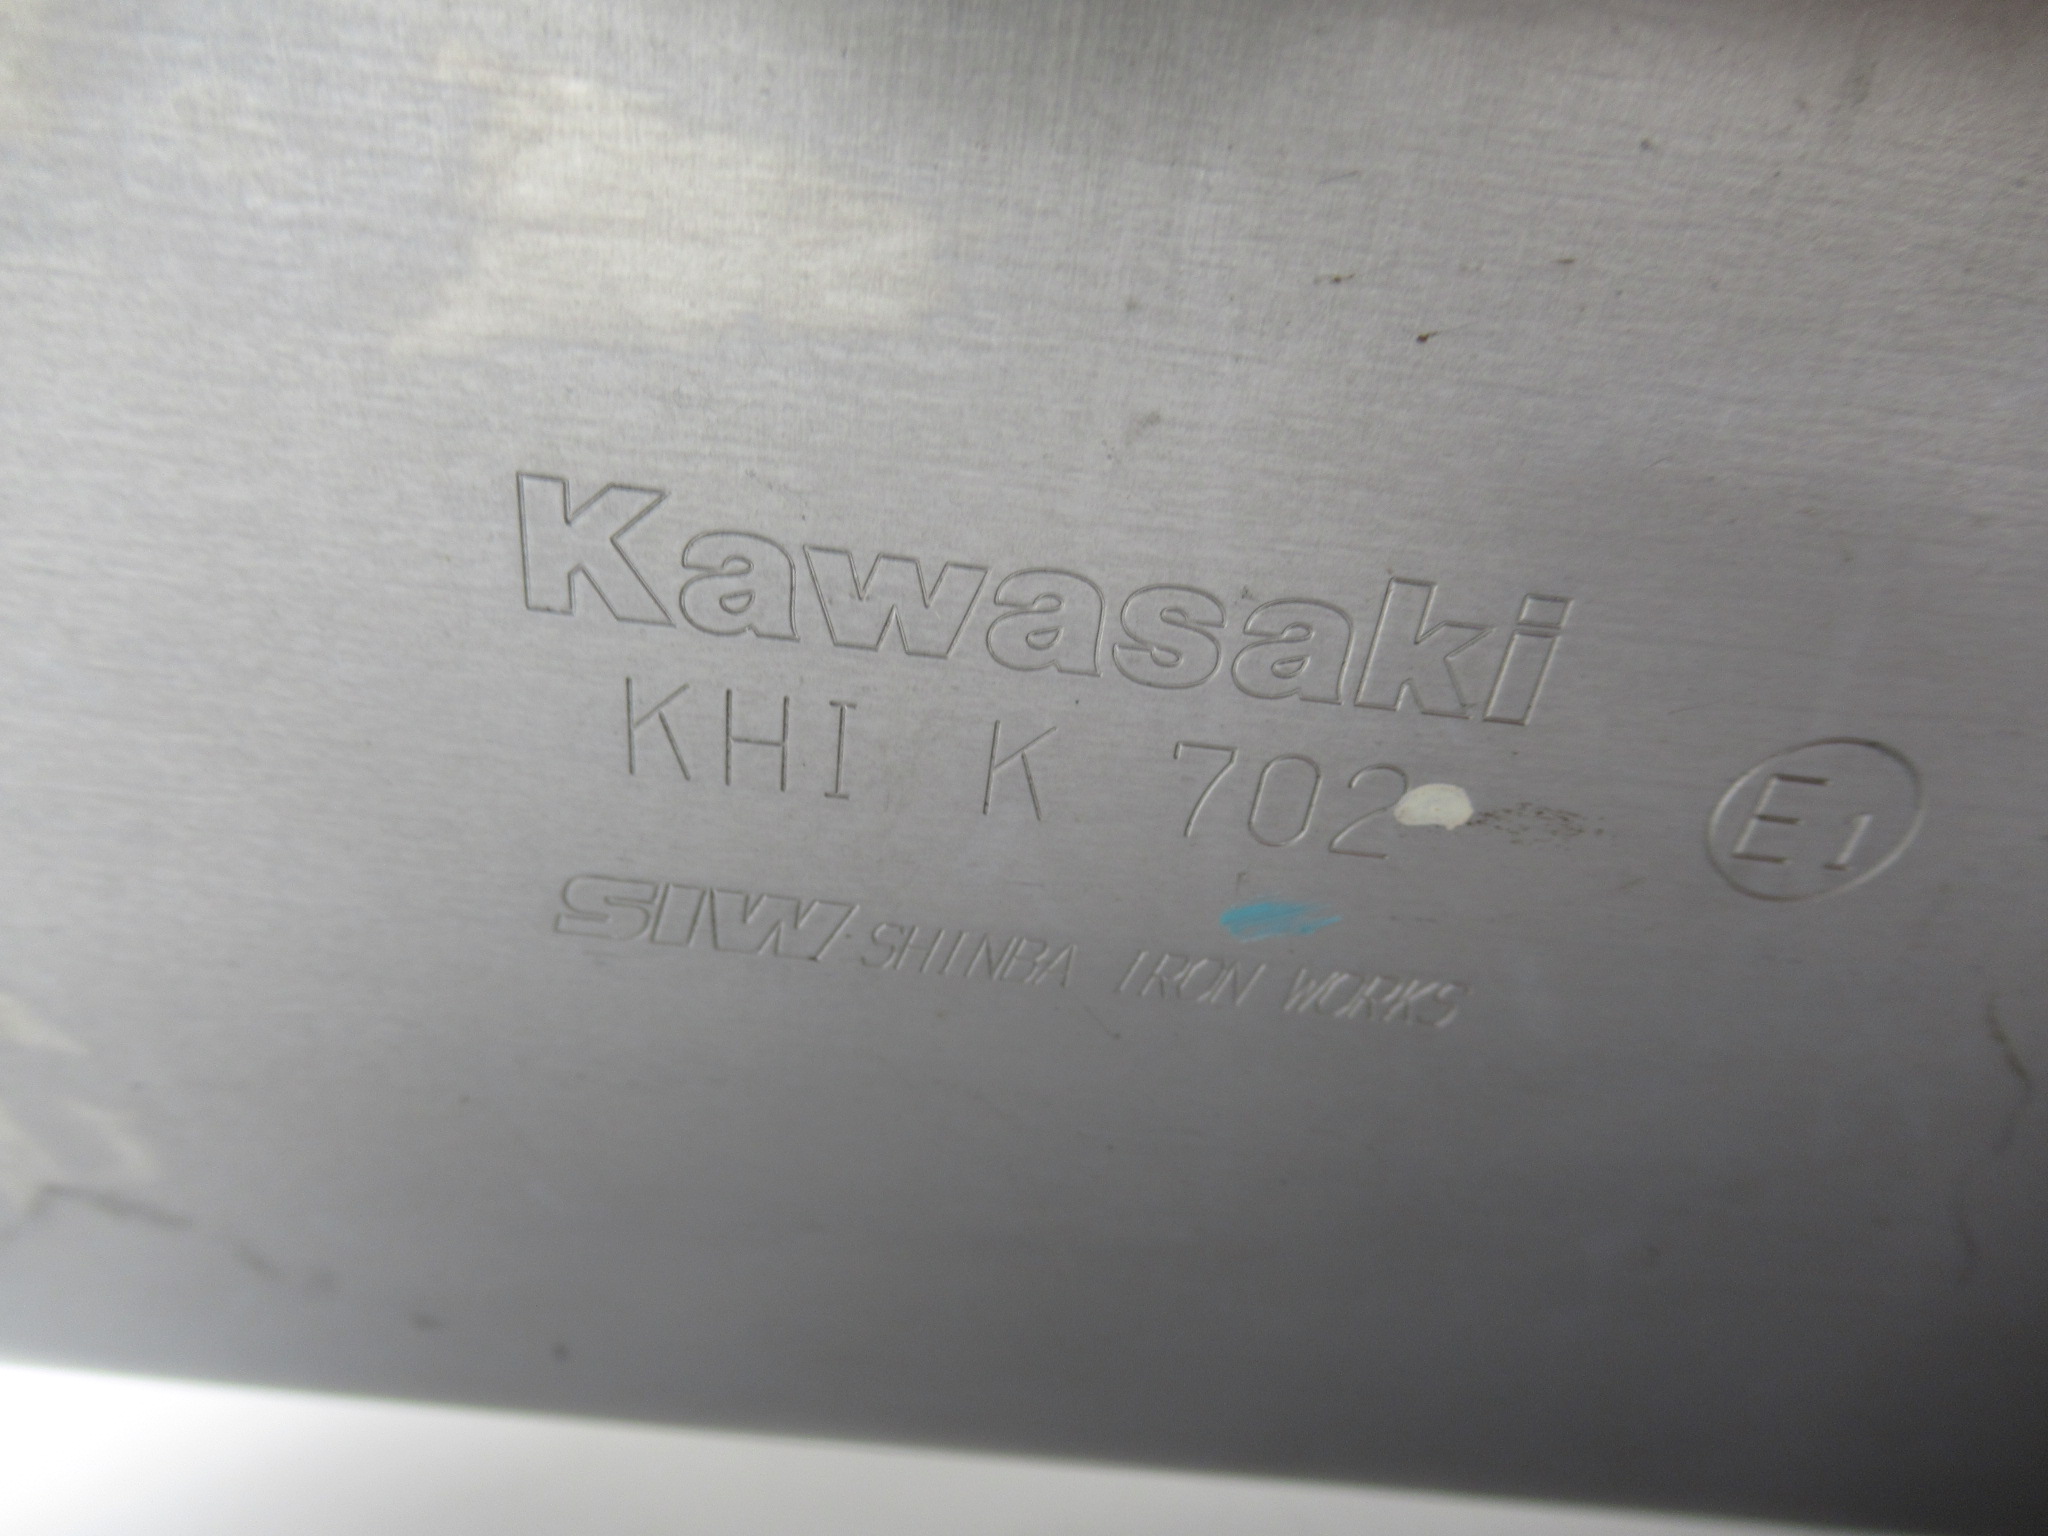 Kawasaki
KHI K 702
E1
SIW SHINBA IRON WORKS